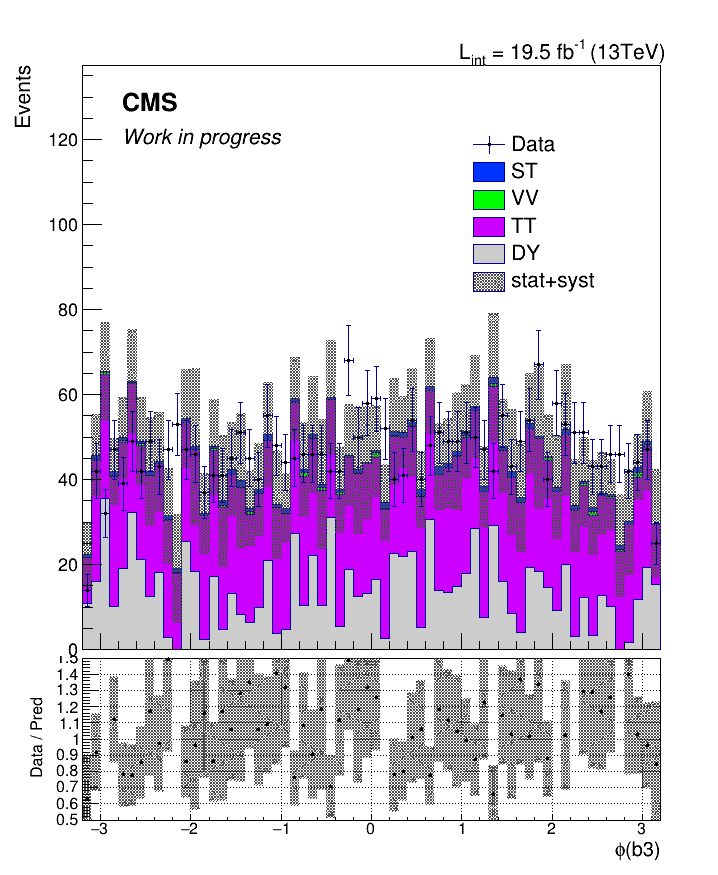 L_int = 19.5 fb^-1 (13TeV)
Events
CMS
Work in progress
Data
ST
VV
TT
DY
stat+syst
120
100
80
60
40
20
0
Data / Pred
1.5
1.4
1.3
1.2
1.1
1
0.9
0.8
0.7
0.6
0.5
−3 −2 −1 0 1 2 3
ϕ(b3)